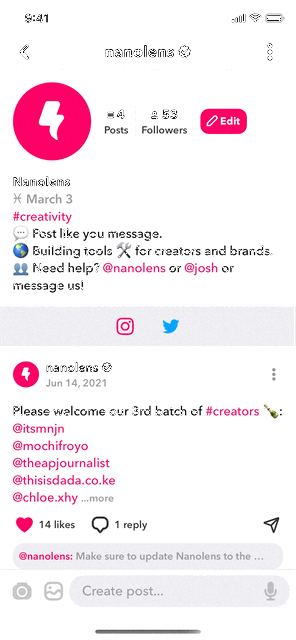 9:41
nanolens
4
53
Posts
Followers
Edit
Nanolens
♓ March 3
#creativity
💬 Post like you message.
🌎 Building tools 🛠 for creators and brands.
👥 Need help? @nanolens or @josh or
message us!
nanolens
Jun 14, 2021
Please welcome our 3rd batch of #creators 🍾:
@itsmnjn
@mochifroyo
@theapjournalist
@thisisdada.co.ke
@chloe.xhy ...more
14 likes
1 reply
@nanolens: Make sure to update Nanolens to the ...
Create post...